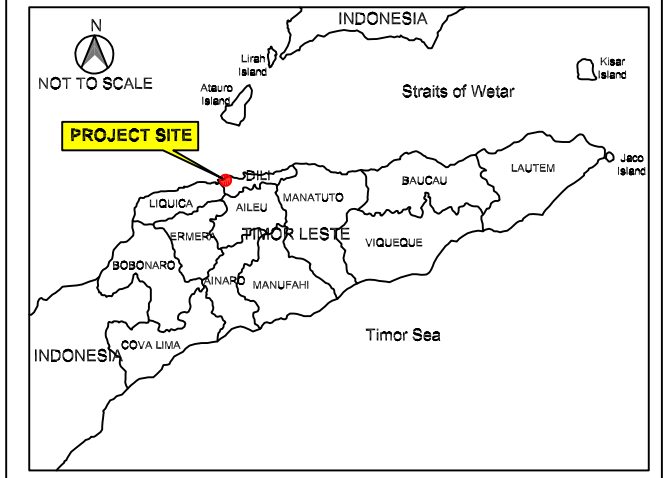 INDONESIA
N
NOT TO SCALE
Lirah
Island
Kisar
Island
Atauro
Island
Straits of Wetar
PROJECT SITE
Jaco
Island
DILI
LAUTEM
BAUCAU
MANATUTO
LIQUICA
AILEU
ERMERA
TIMOR LESTE
VIQUEQUE
BOBONARO
AINARO
MANUFAHI
Timor Sea
COVA LIMA
INDONESIA